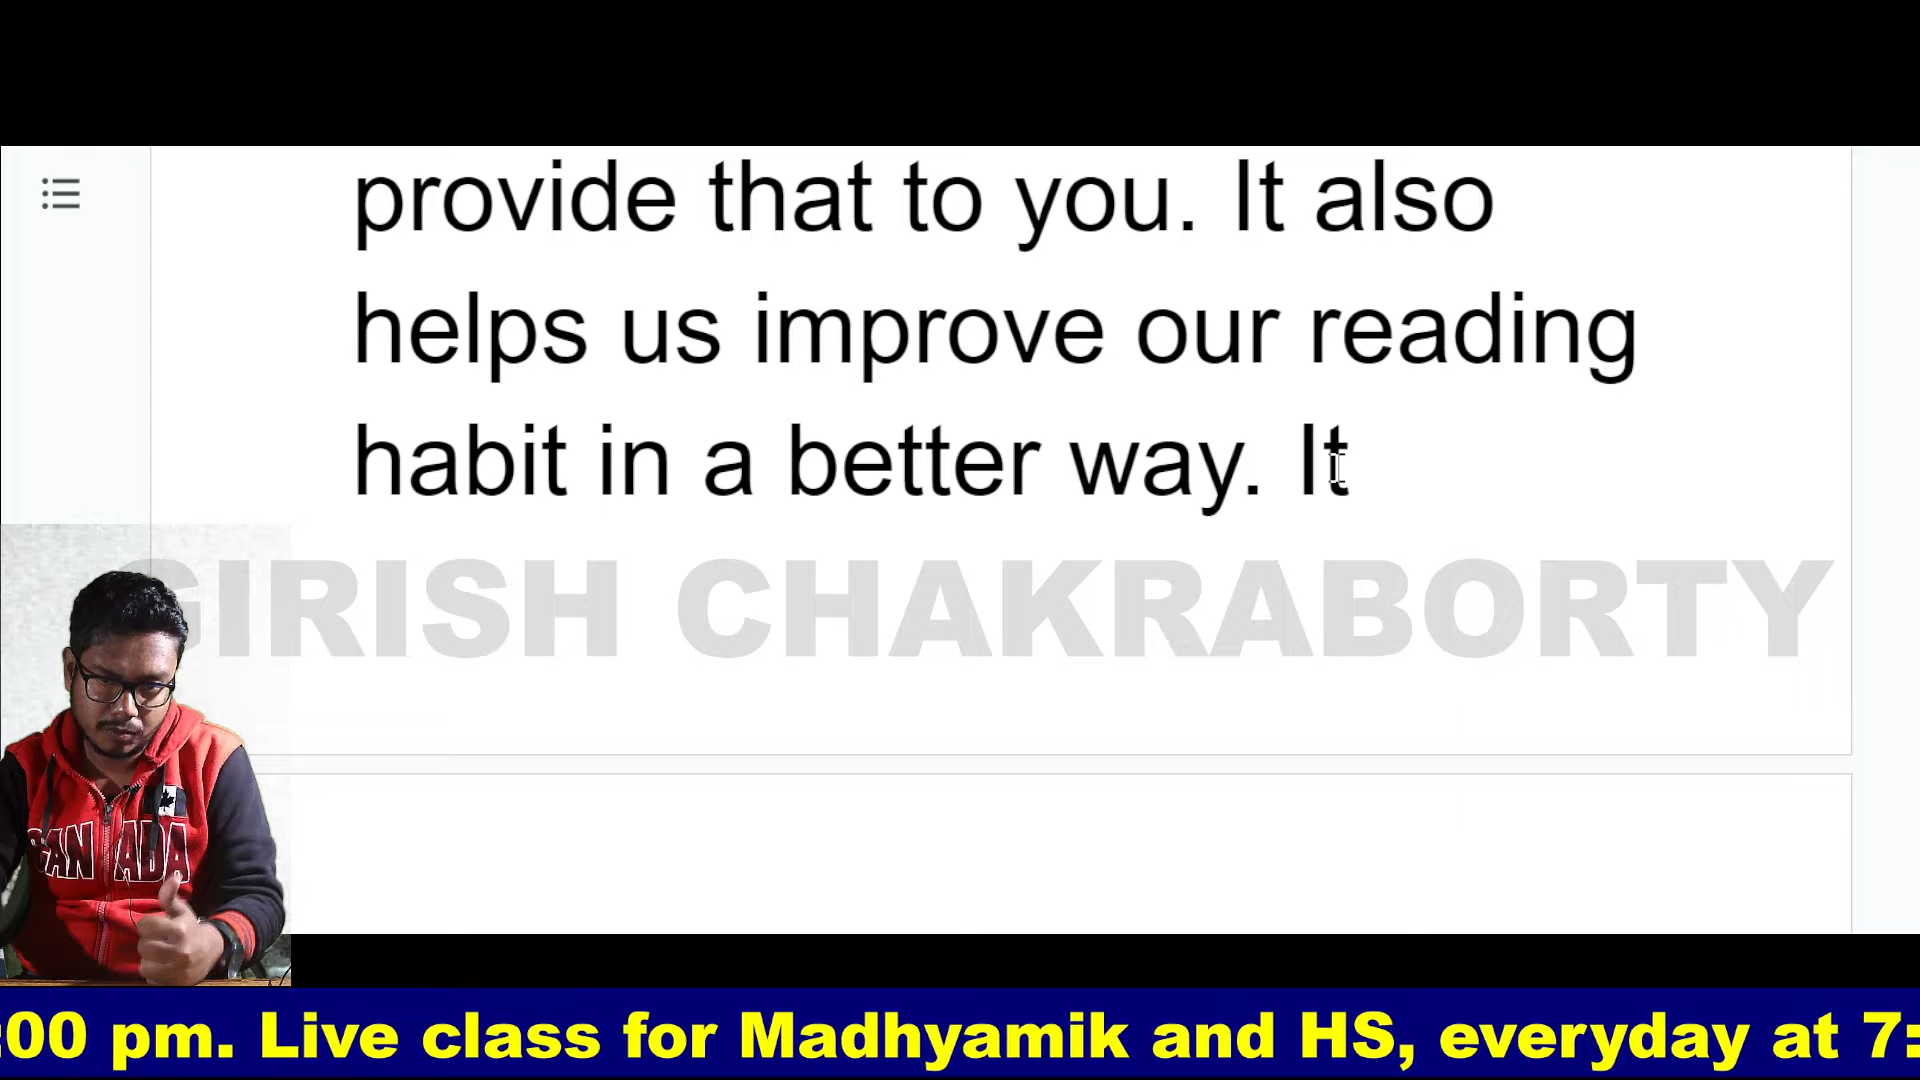 provide that to you. It also
helps us improve our reading
habit in a better way. It
GIRISH CHAKRABORTY
CANADA
:00 pm. Live class for Madhyamik and HS, everyday at 7: